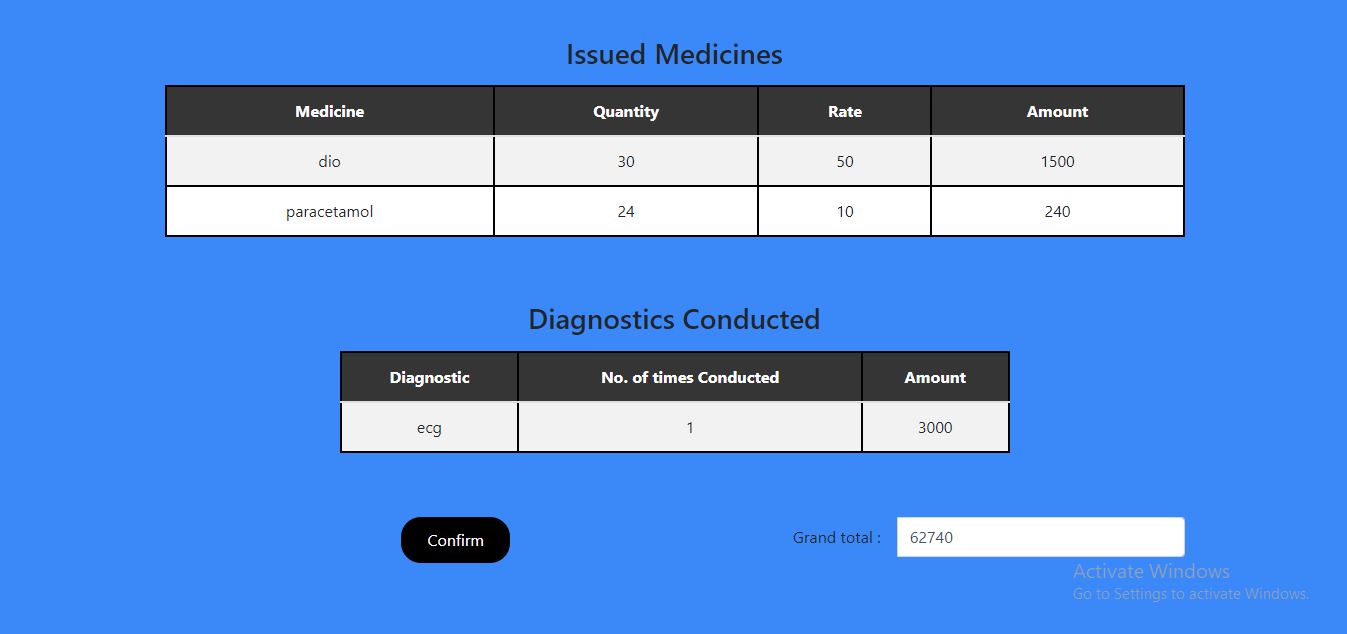 Issued Medicines
Medicine Quantity Rate Amount
dio 30 50 1500
paracetamol 24 10 240
Diagnostics Conducted
Diagnostic No. of times Conducted Amount
ecg 1 3000
Confirm Grand total : 62740
Activate Windows
Go to Settings to activate Windows.